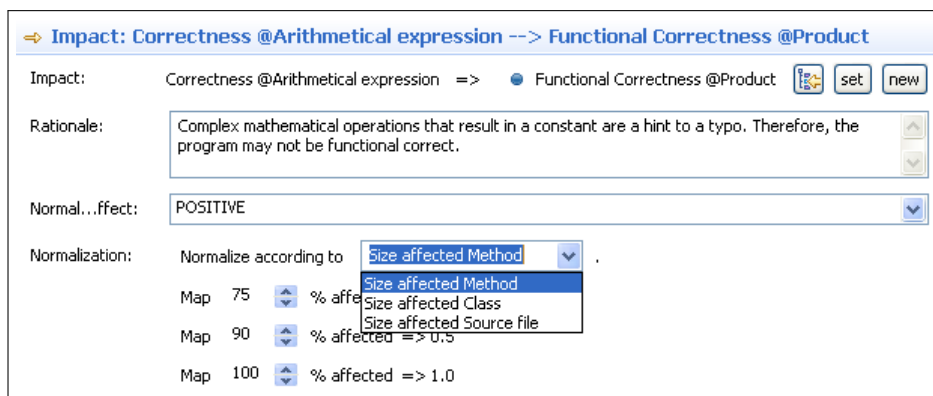 Impact: Correctness @Arithmetical expression --> Functional Correctness @Product
Impact: Correctness @Arithmetical expression => Functional Correctness @Product set new
Rationale: Complex mathematical operations that result in a constant are a hint to a typo. Therefore, the
program may not be functional correct.
Normal...ffect: POSITIVE
Normalization: Normalize according to Size affected Method .
Size affected Method
Map 75 % affe
Size affected Class
Size affected Source file
Map 90 % affected => 0.5
Map 100 % affected => 1.0